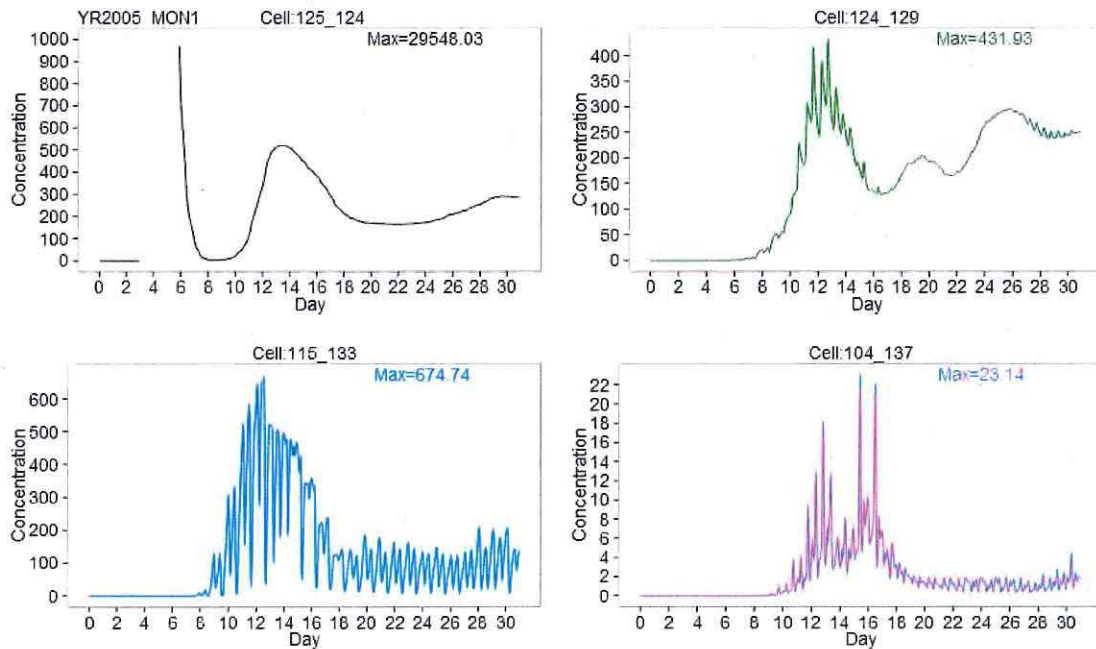 YR2005 MON1 Cell:125_124
Max=29548.03
Concentration
1000
900
800
700
600
500
400
300
200
100
0
0 2 4 6 8 10 12 14 16 18 20 22 24 26 28 30
Day
Cell:124_129
Max=431.93
Concentration
400
350
300
250
200
150
100
50
0
0 2 4 6 8 10 12 14 16 18 20 22 24 26 28 30
Day
Cell:115_133
Max=674.74
Concentration
600
500
400
300
200
100
0
0 2 4 6 8 10 12 14 16 18 20 22 24 26 28 30
Day
Cell:104_137
Max=23.14
Concentration
22
20
18
16
14
12
10
8
6
4
2
0
0 2 4 6 8 10 12 14 16 18 20 22 24 26 28 30
Day